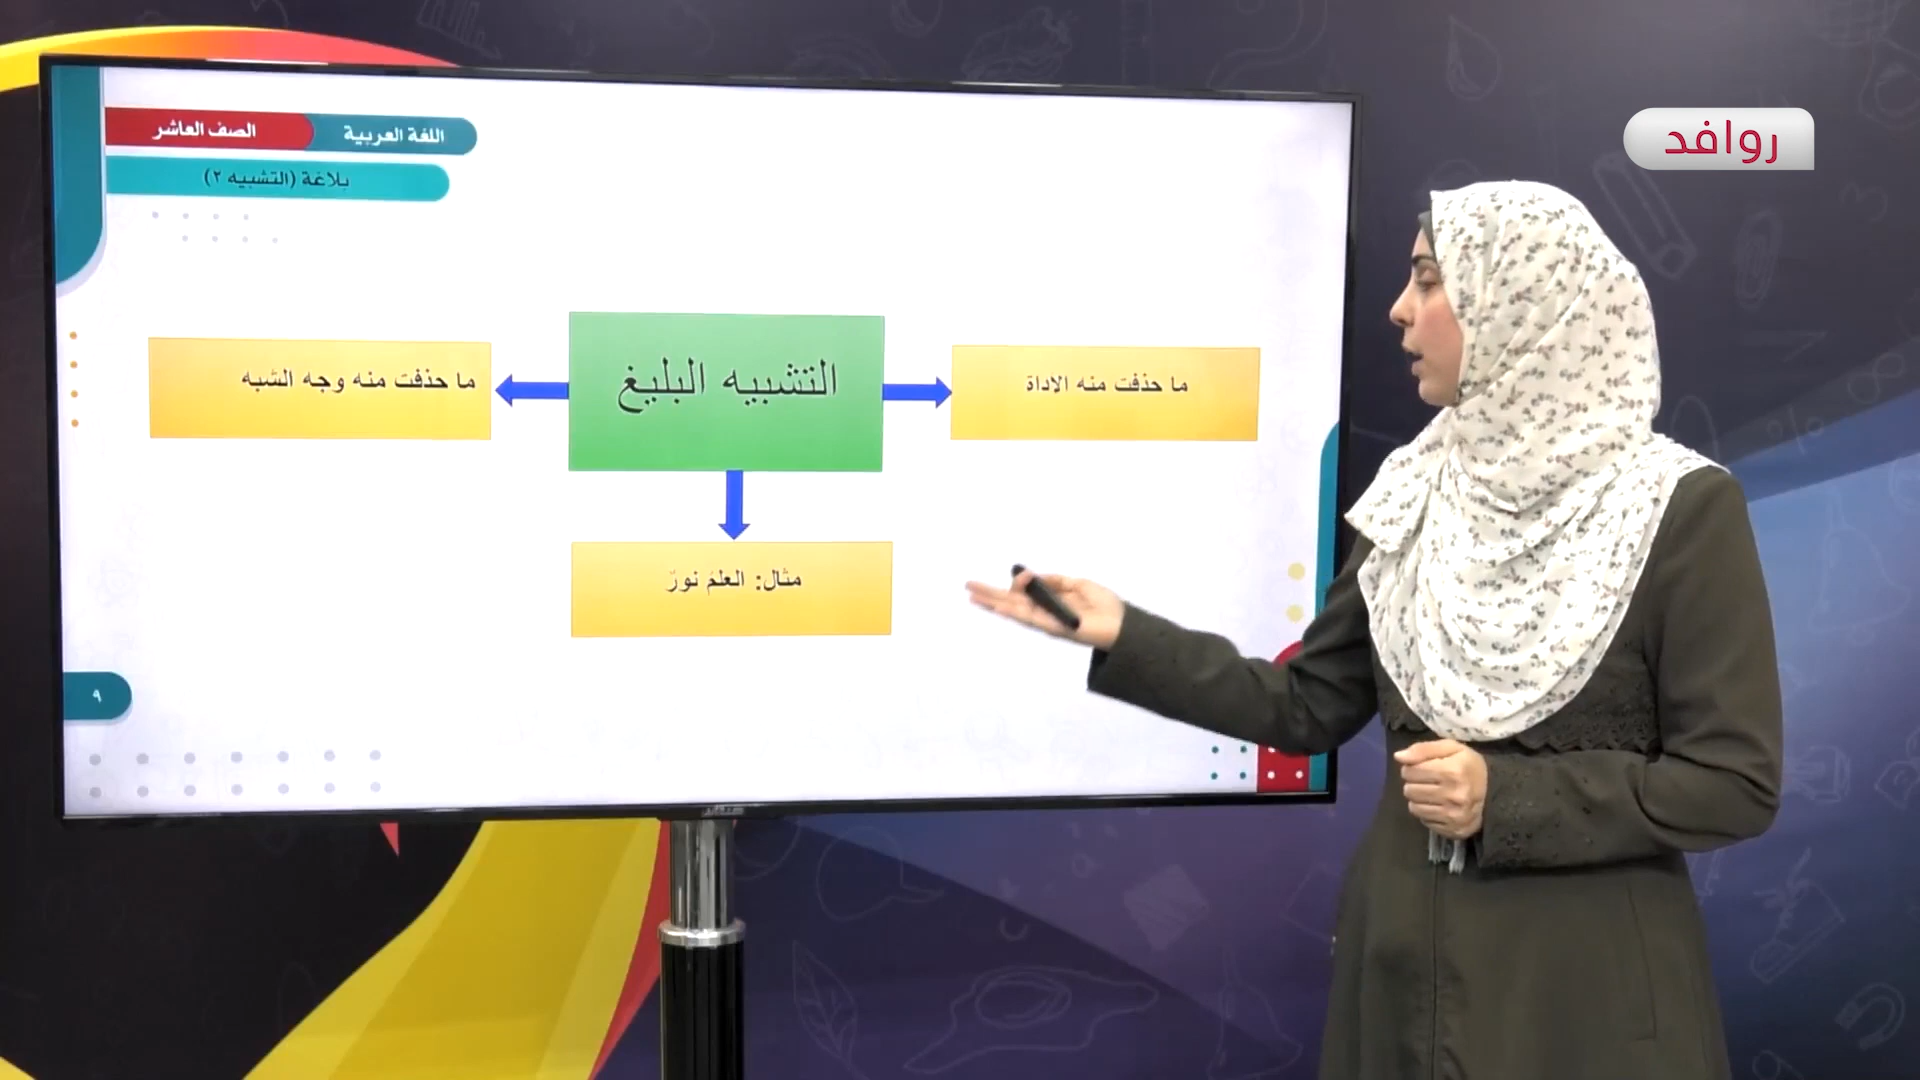 روافد
اللغة العربية
الصف العاشر
بلاغة (التشبيه ٢)
التشبيه البليغ
ما حذفت منه الاداة
ما حذفت منه وجه الشبه
مثال: العلمُ نورٌ
٩